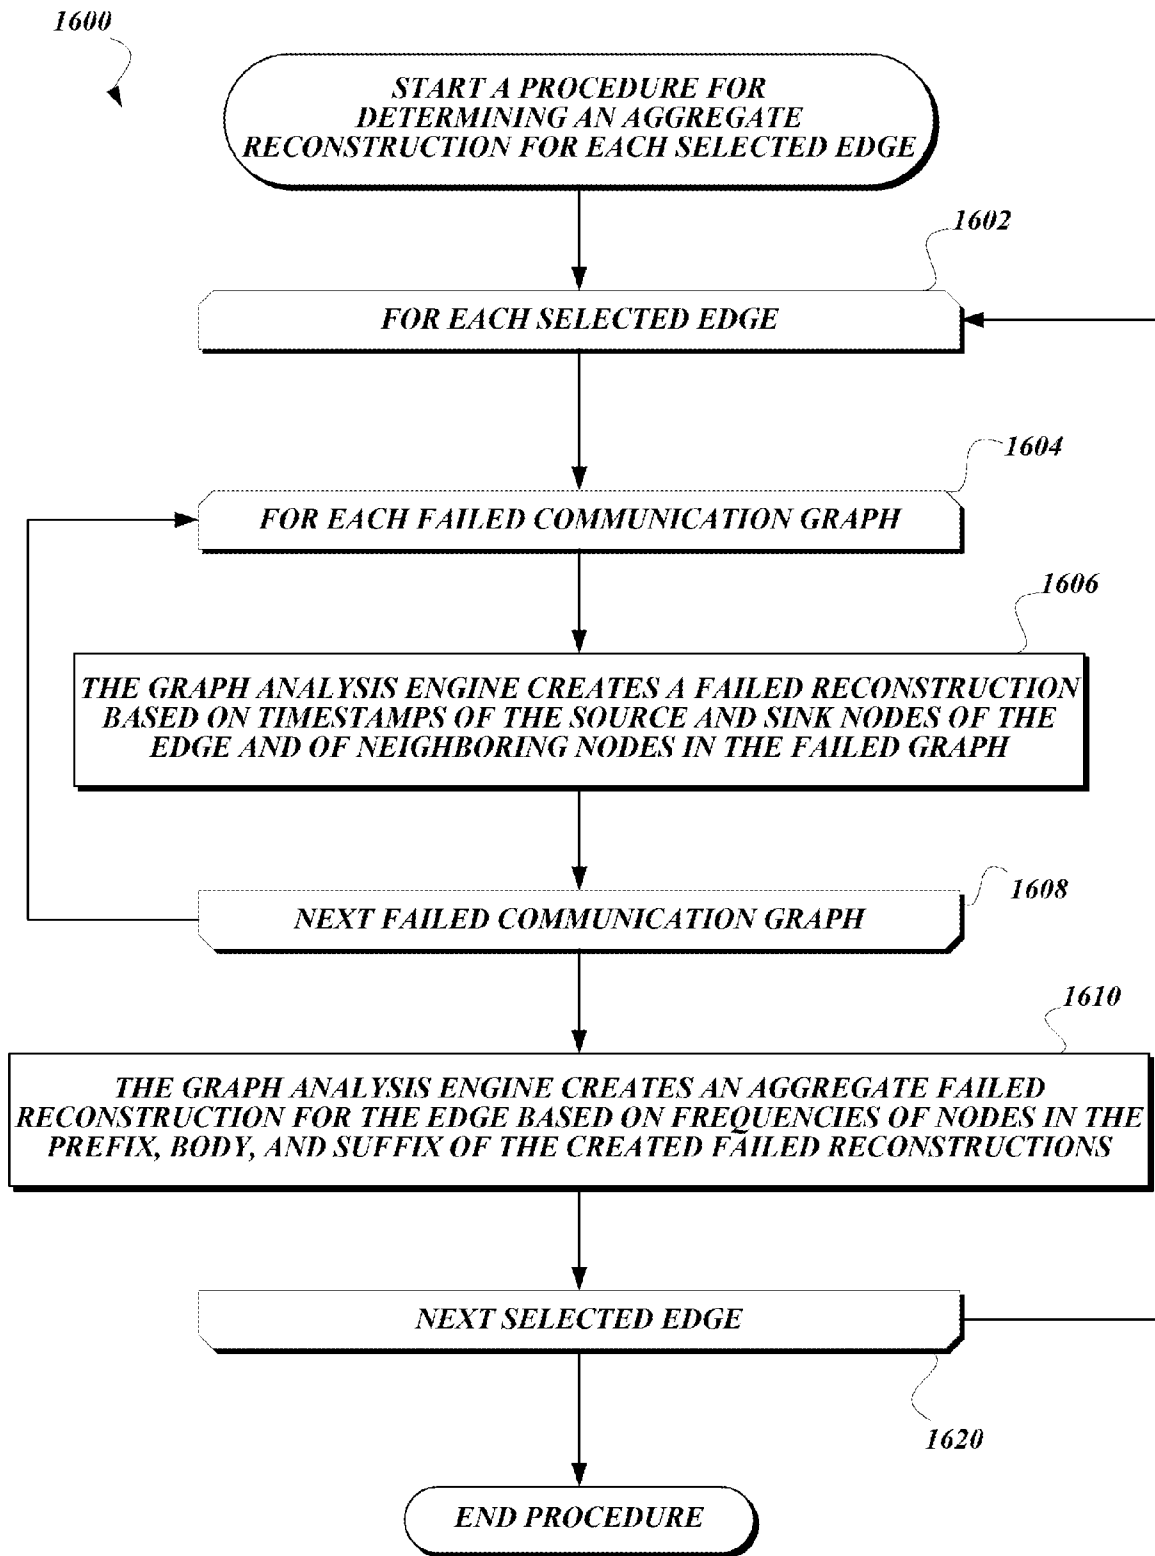 1600
START A PROCEDURE FOR
DETERMINING AN AGGREGATE
RECONSTRUCTION FOR EACH SELECTED EDGE
1602
FOR EACH SELECTED EDGE
1604
FOR EACH FAILED COMMUNICATION GRAPH
1606
THE GRAPH ANALYSIS ENGINE CREATES A FAILED RECONSTRUCTION
BASED ON TIMESTAMPS OF THE SOURCE AND SINK NODES OF THE
EDGE AND OF NEIGHBORING NODES IN THE FAILED GRAPH
1608
NEXT FAILED COMMUNICATION GRAPH
1610
THE GRAPH ANALYSIS ENGINE CREATES AN AGGREGATE FAILED
RECONSTRUCTION FOR THE EDGE BASED ON FREQUENCIES OF NODES IN THE
PREFIX, BODY, AND SUFFIX OF THE CREATED FAILED RECONSTRUCTIONS
NEXT SELECTED EDGE
1620
END PROCEDURE